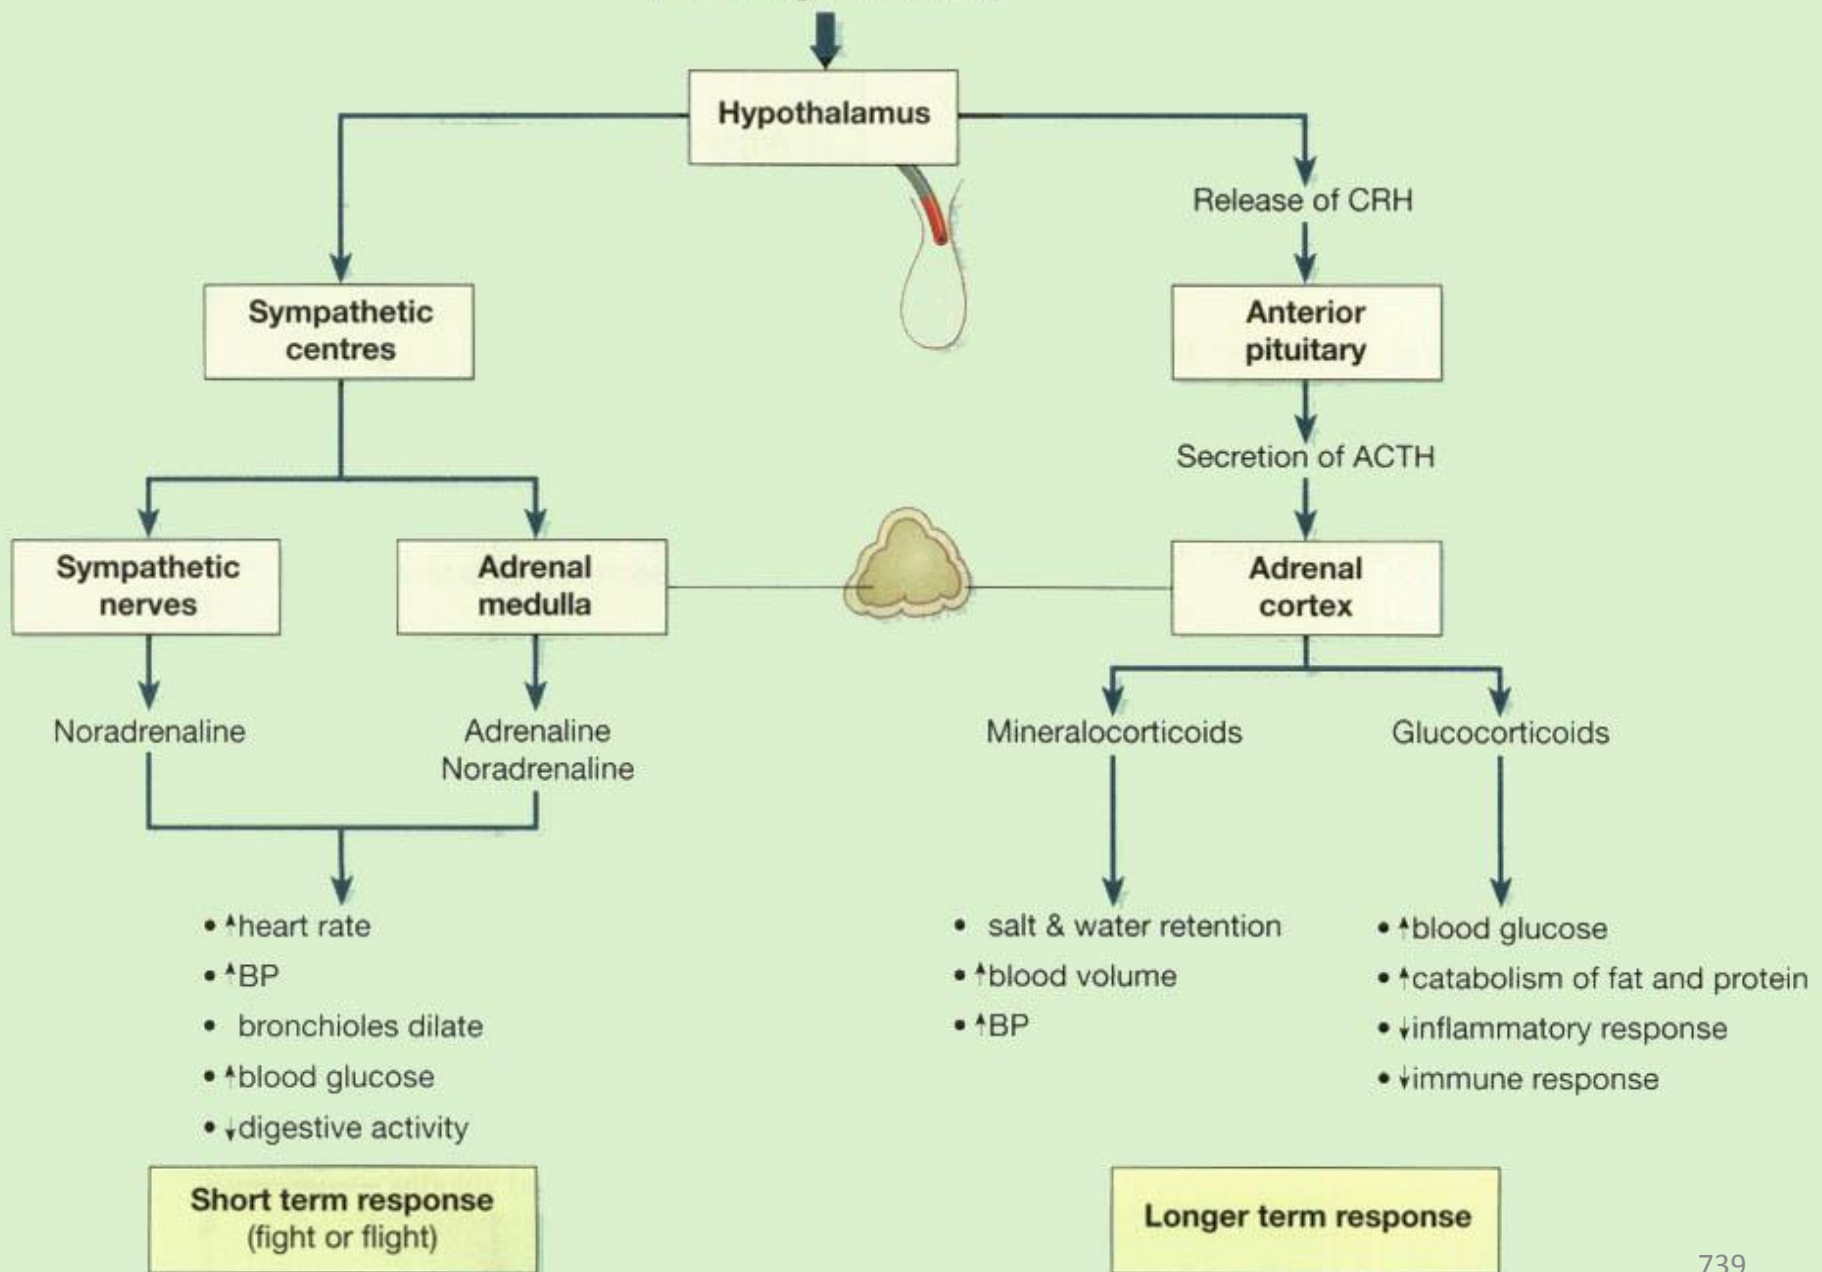 Hypothalamus
Release of CRH
Sympathetic
centres
Anterior
pituitary
Secretion of ACTH
Sympathetic
nerves
Adrenal
medulla
Adrenal
cortex
Noradrenaline
Adrenaline
Noradrenaline
Mineralocorticoids
Glucocorticoids
• ↑heart rate
• ↑BP
• bronchioles dilate
• ↑blood glucose
• ↓digestive activity
• salt & water retention
• ↑blood volume
• ↑BP
• ↑blood glucose
• ↑catabolism of fat and protein
• ↓inflammatory response
• ↓immune response
Short term response
(fight or flight)
Longer term response
739